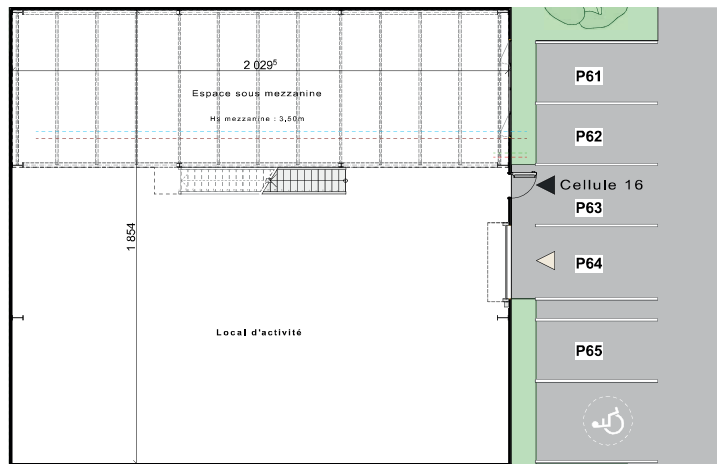 2 029⁵
Espace sous mezzanine
Hs mezzanine : 3,50m
P61
P62
Cellule 16
P63
1 854
P64
Local d'activité
P65